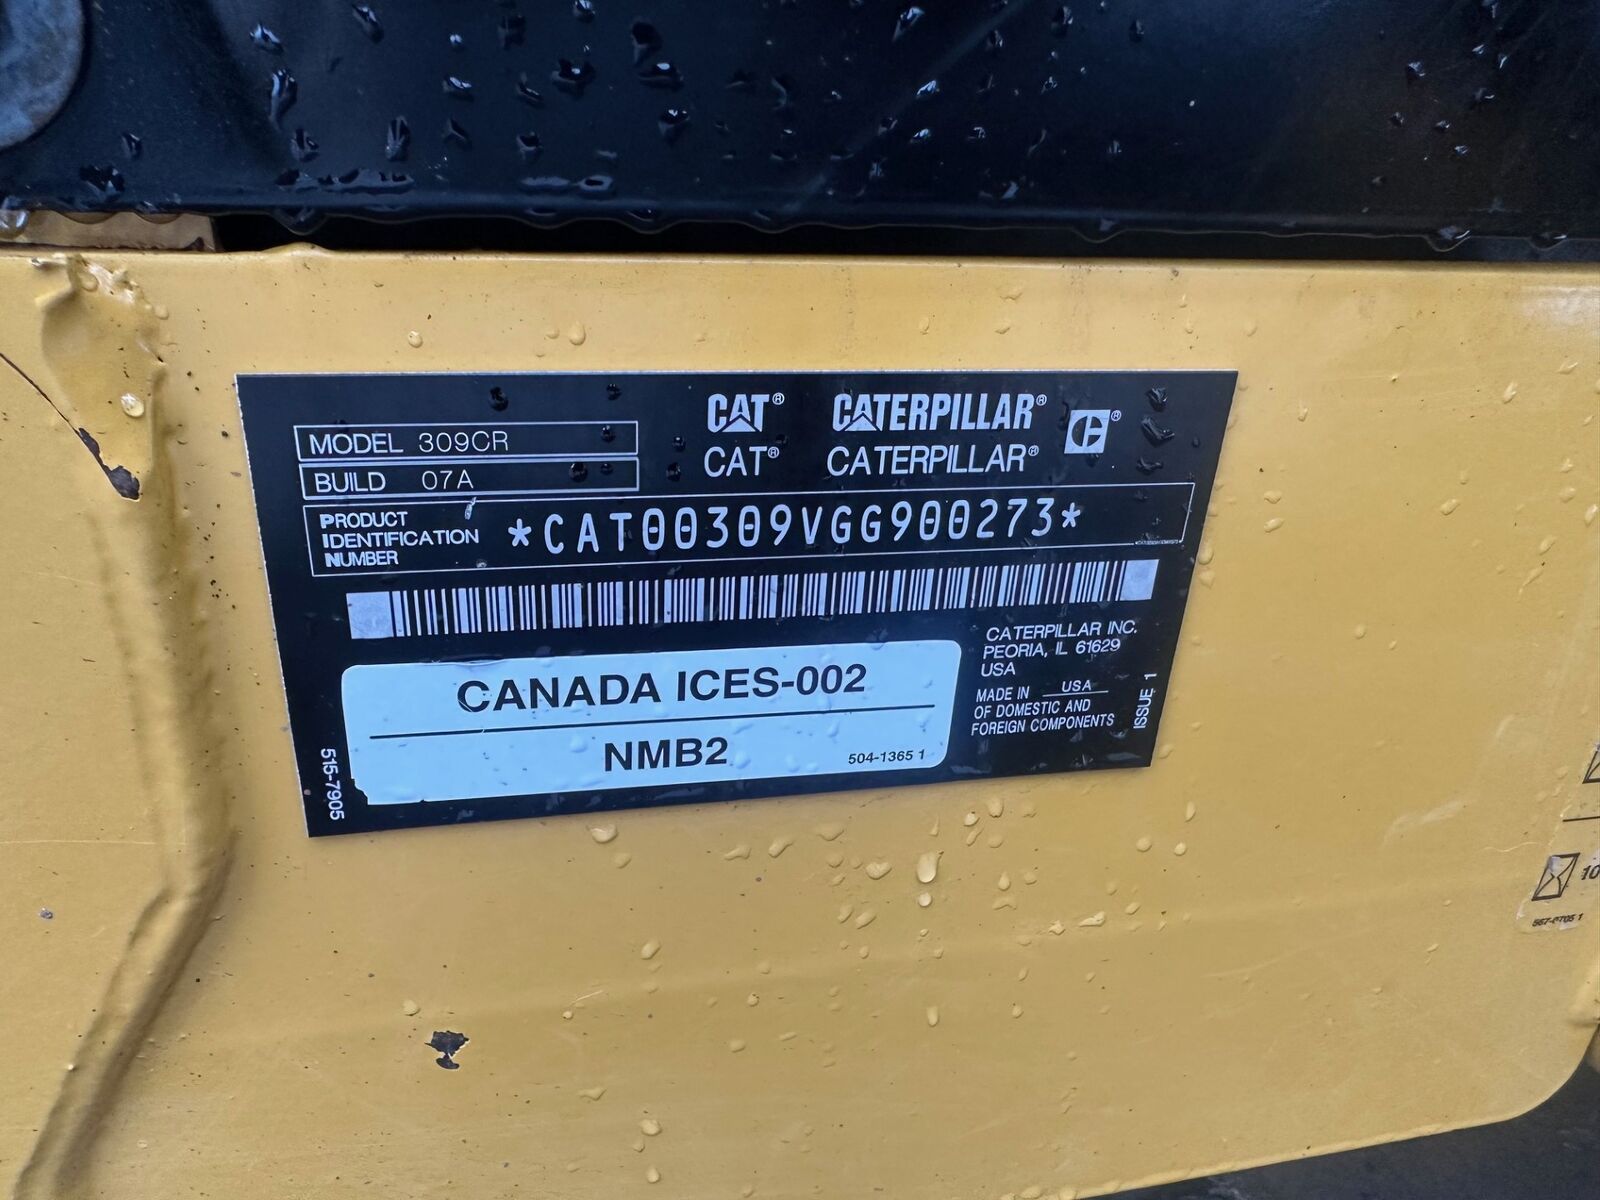 CAT® CATERPILLAR® ®
CAT® CATERPILLAR®
MODEL 309CR
BUILD 07A
PRODUCT
IDENTIFICATION
NUMBER
*CAT00309VGG900273*
CATERPILLAR INC.
PEORIA, IL 61629
USA
MADE IN USA
OF DOMESTIC AND
FOREIGN COMPONENTS
ISSUE 1
CANADA ICES-002
NMB2
504-1365 1
515-7905
10